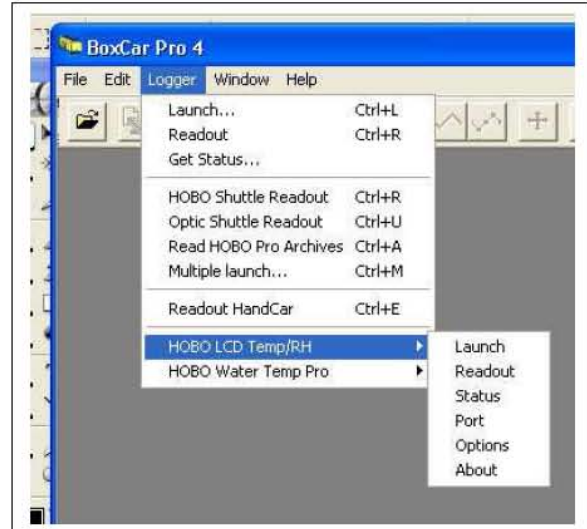 BoxCar Pro 4
File Edit Logger Window Help
Launch... Ctrl+L
Readout Ctrl+R
Get Status...
HOBO Shuttle Readout Ctrl+R
Optic Shuttle Readout Ctrl+U
Read HOBO Pro Archives Ctrl+A
Multiple launch... Ctrl+M
Readout HandCar Ctrl+E
HOBO LCD Temp/RH
HOBO Water Temp Pro
Launch
Readout
Status
Port
Options
About